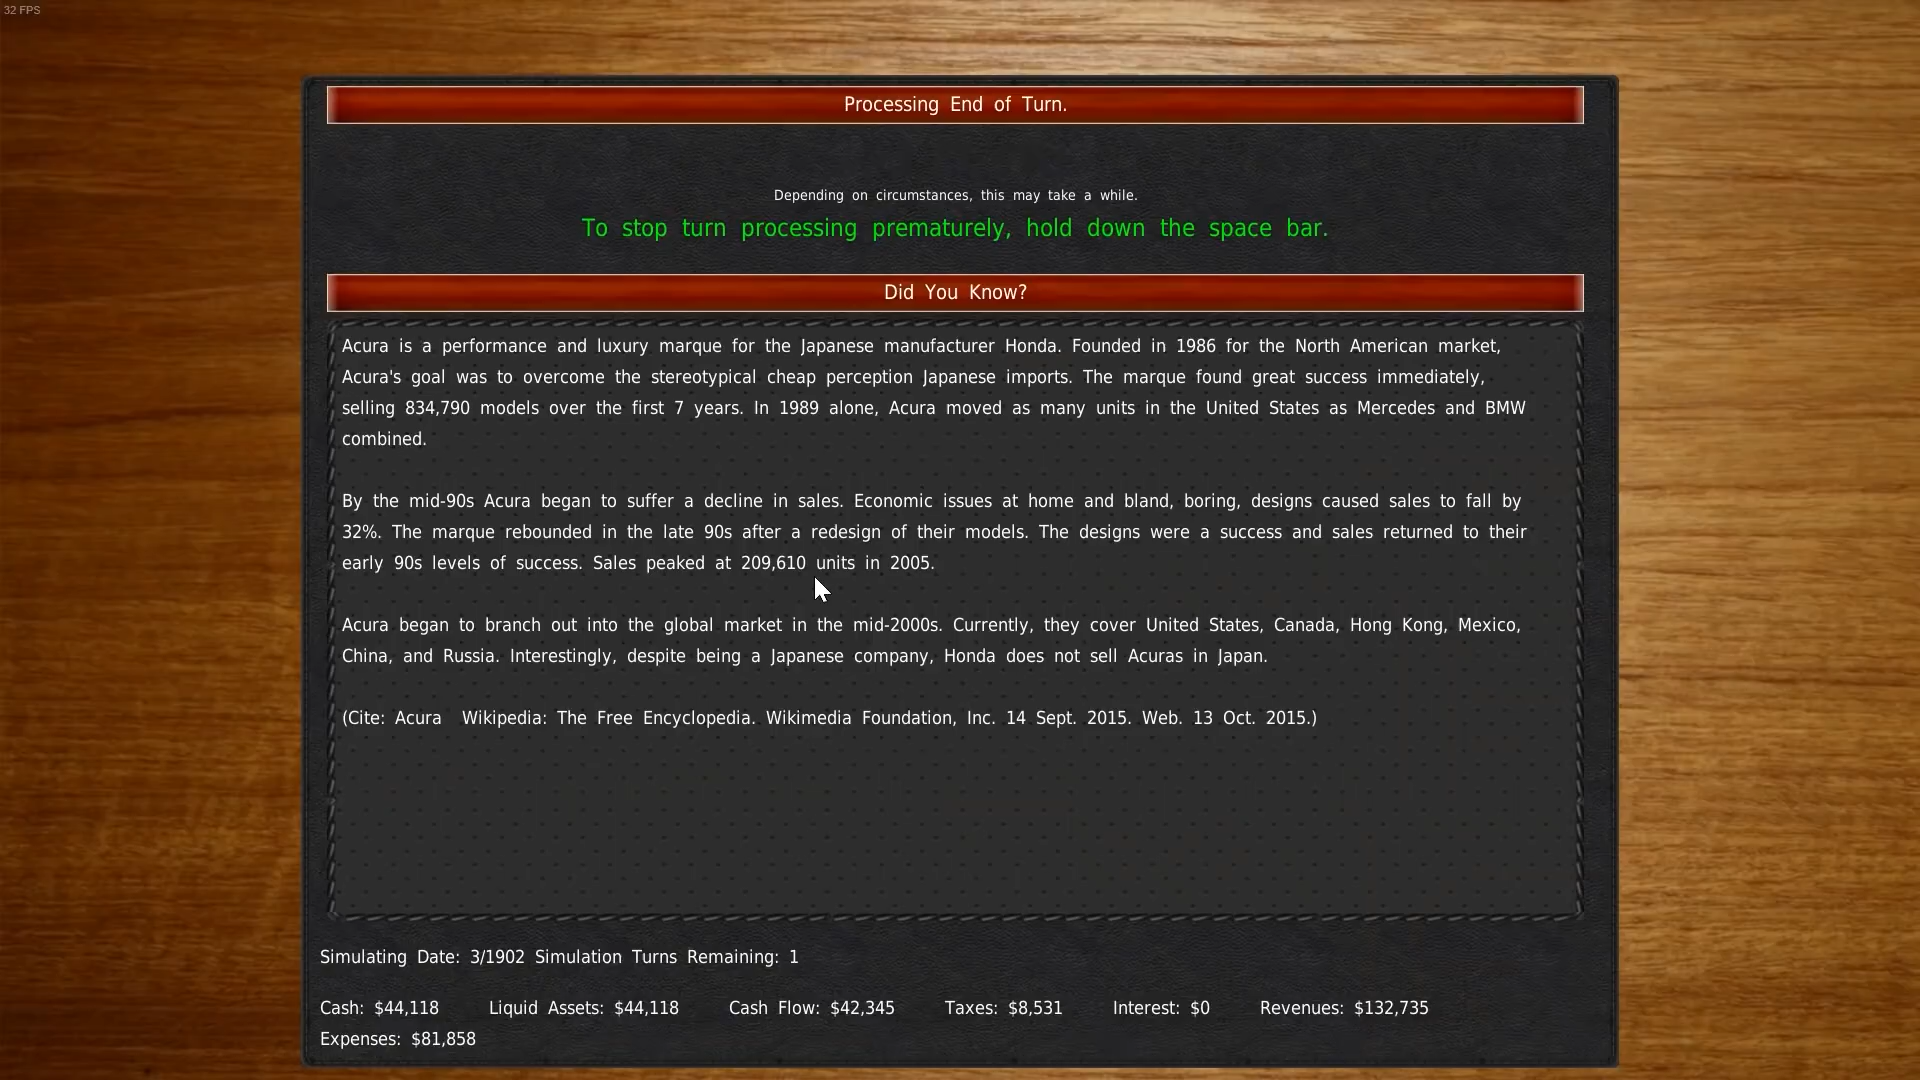 32 FPS
Processing End of Turn.
Depending on circumstances, this may take a while.
To stop turn processing prematurely, hold down the space bar.
Did You Know?
Acura is a performance and luxury marque for the Japanese manufacturer Honda. Founded in 1986 for the North American market,
Acura's goal was to overcome the stereotypical cheap perception Japanese imports. The marque found great success immediately,
selling 834,790 models over the first 7 years. In 1989 alone, Acura moved as many units in the United States as Mercedes and BMW
combined.
By the mid-90s Acura began to suffer a decline in sales. Economic issues at home and bland, boring, designs caused sales to fall by
32%. The marque rebounded in the late 90s after a redesign of their models. The designs were a success and sales returned to their
early 90s levels of success. Sales peaked at 209,610 units in 2005.
Acura began to branch out into the global market in the mid-2000s. Currently, they cover United States, Canada, Hong Kong, Mexico,
China, and Russia. Interestingly, despite being a Japanese company, Honda does not sell Acuras in Japan.
(Cite: Acura Wikipedia: The Free Encyclopedia. Wikimedia Foundation, Inc. 14 Sept. 2015. Web. 13 Oct. 2015.)
Simulating Date: 3/1902 Simulation Turns Remaining: 1
Cash: $44,118 Liquid Assets: $44,118 Cash Flow: $42,345 Taxes: $8,531 Interest: $0 Revenues: $132,735
Expenses: $81,858